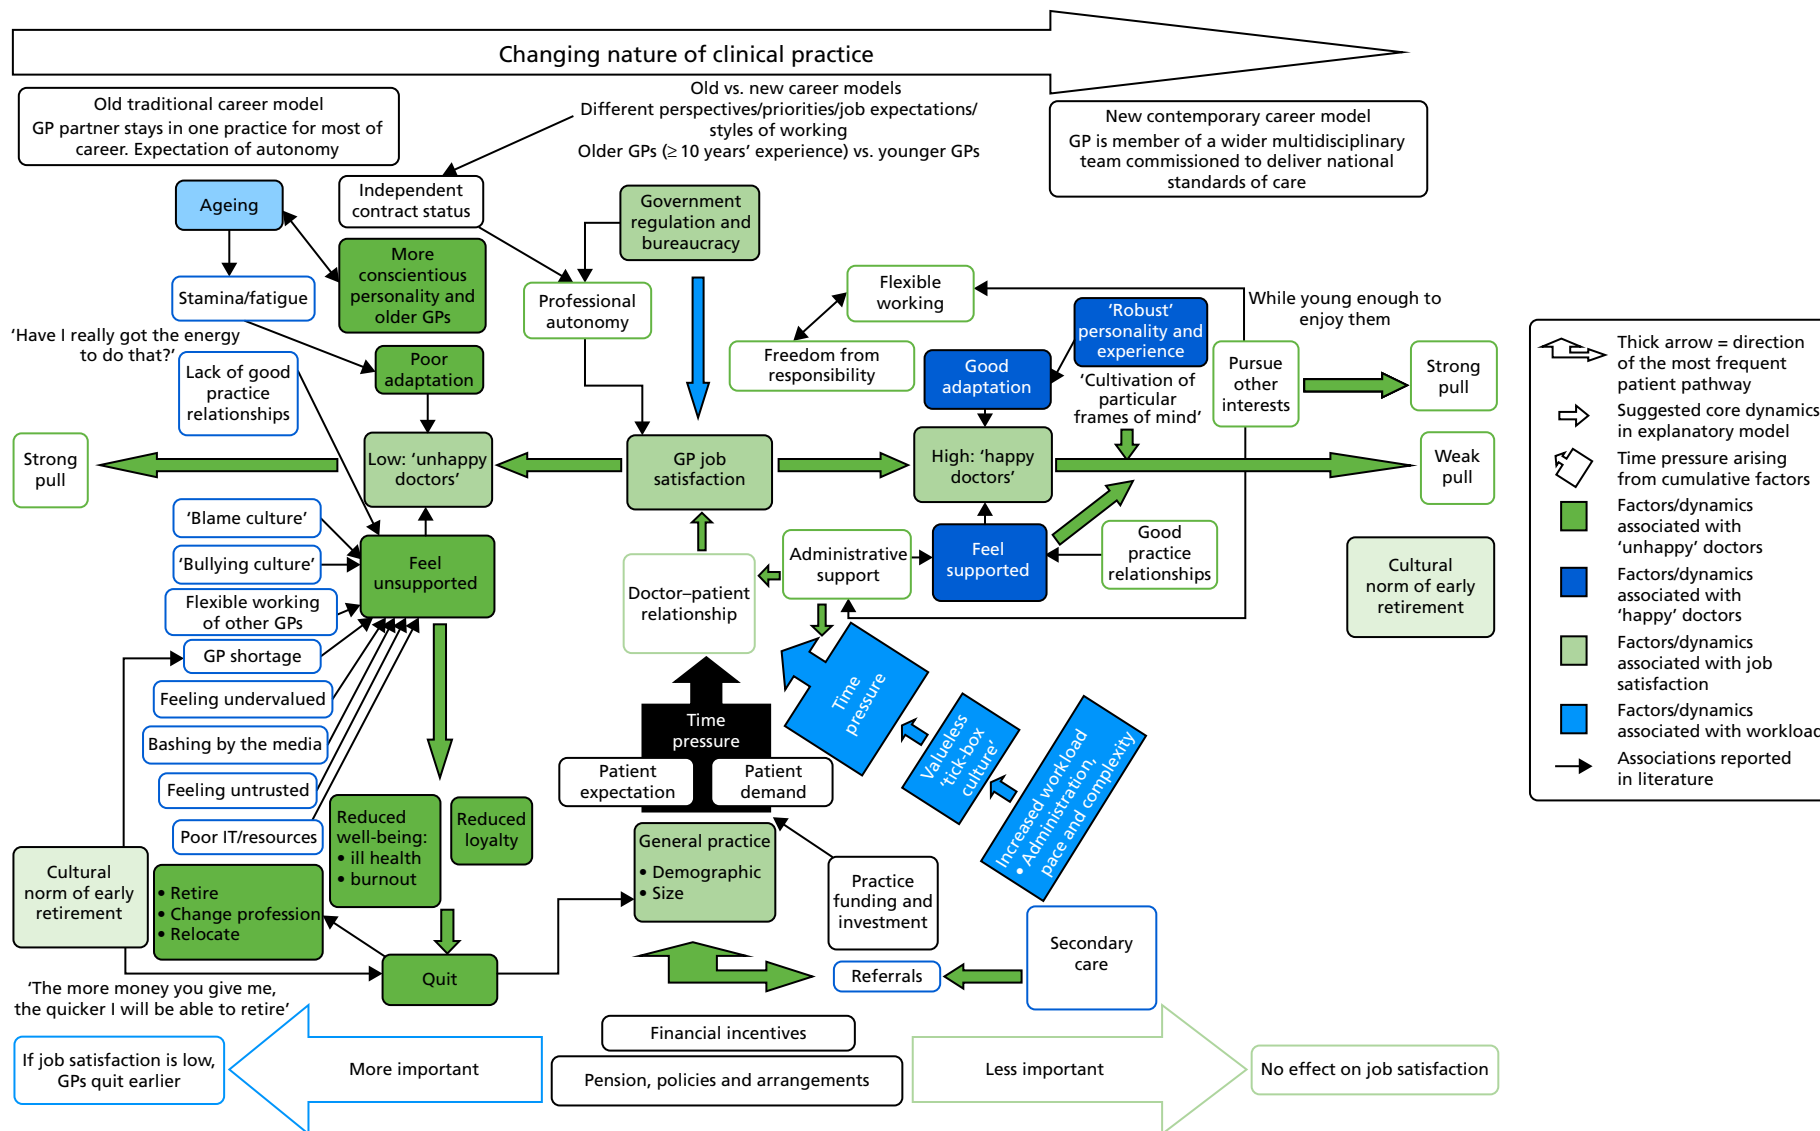 Changing nature of clinical practice
Old traditional career model
GP partner stays in one practice for most of
career. Expectation of autonomy
Old vs. new career models
Different perspectives/priorities/job expectations/
styles of working
Older GPs (≥ 10 years’ experience) vs. younger GPs
New contemporary career model
GP is member of a wider multidisciplinary
team commissioned to deliver national
standards of care
Ageing
Independent
contract status
Government
regulation and
bureaucracy
More
conscientious
personality and
older GPs
Stamina/fatigue
Professional
autonomy
Flexible
working
‘Robust’
personality and
experience
While young enough to
enjoy them
‘Have I really got the energy
to do that?’
Lack of good
practice
relationships
Poor
adaptation
Freedom from
responsibility
Good
adaptation
‘Cultivation of
particular
frames of mind’
Pursue
other
interests
Strong
pull
Strong
pull
Low: ‘unhappy
doctors’
GP job
satisfaction
High: ‘happy
doctors’
Weak
pull
‘Blame culture’
‘Bullying culture’
Flexible working
of other GPs
GP shortage
Feeling undervalued
Bashing by the media
Feeling untrusted
Poor IT/resources
Feel
unsupported
Doctor–patient
relationship
Administrative
support
Feel
supported
Good
practice
relationships
Cultural
norm of early
retirement
Time
pressure
Patient
expectation
Patient
demand
Time
pressure
Valueless
‘tick-box
culture’
Increased workload
• Administration,
pace and complexity
Reduced
well-being:
• ill health
• burnout
Reduced
loyalty
General practice
• Demographic
• Size
Practice
funding and
investment
Cultural
norm of early
retirement
• Retire
• Change profession
• Relocate
Quit
Referrals
Secondary
care
‘The more money you give me,
the quicker I will be able to retire’
If job satisfaction is low,
GPs quit earlier
More important
Financial incentives
Pension, policies and arrangements
Less important
No effect on job satisfaction
Thick arrow = direction
of the most frequent
patient pathway
Suggested core dynamics
in explanatory model
Time pressure arising
from cumulative factors
Factors/dynamics
associated with
‘unhappy’ doctors
Factors/dynamics
associated with
‘happy’ doctors
Factors/dynamics
associated with job
satisfaction
Factors/dynamics
associated with workload
Associations reported
in literature